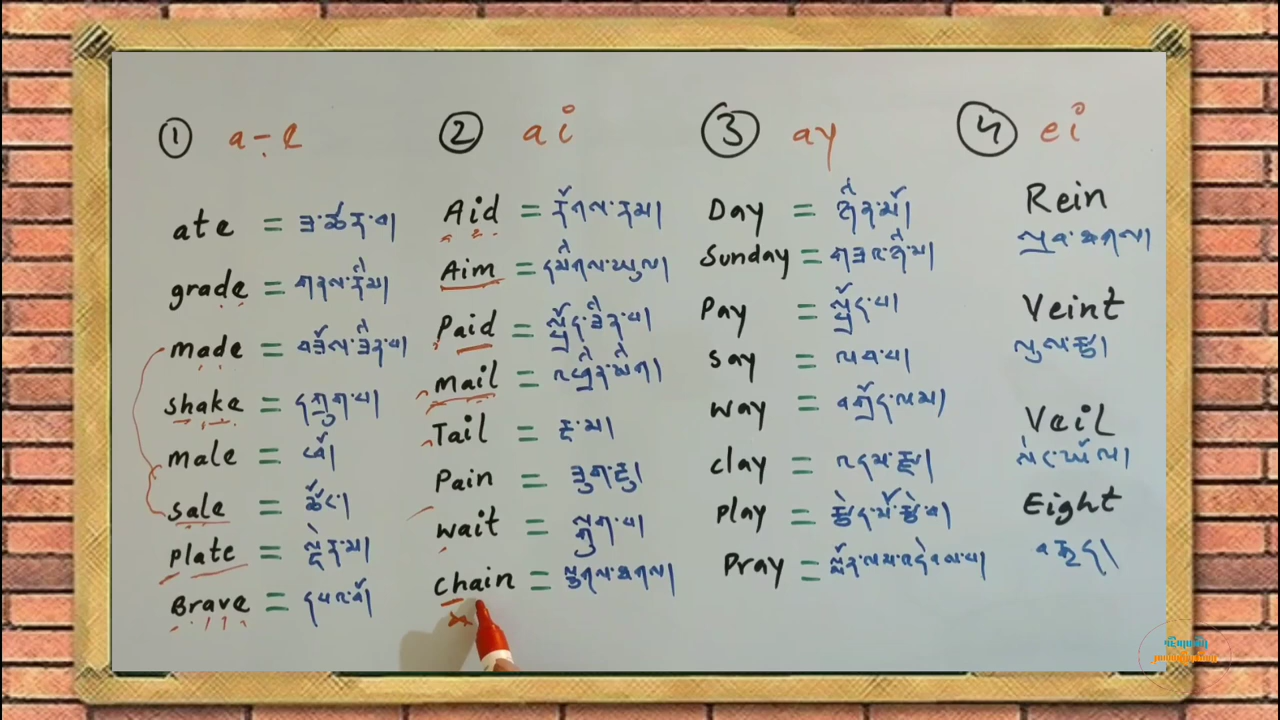 ① a-e
ate = ཟ་ཚར་བ།
grade = གནས་རིམ།
made = བཟོས་ཟིན་པ།
shake = དཀྲུག་པ།
male = ཕོ།
sale = ཚོང་།
plate = སྡེར་མ།
Brave = དཔའ་བོ།
② ai
Aid = རོགས་རམ།
Aim = དམིགས་ཡུལ།
Paid = སྤྲོད་ཟིན་པ།
mail = འཕྲིན་ཡིག།
Tail = རྔ་མ།
Pain = ཟུག་རྔུ།
wait = སྒུག་པ།
chain = ལྕགས་ཐག།
③ ay
Day = ཉིན་མོ།
Sunday = གཟའ་ཉི་མ།
Pay = སྤྲོད་པ།
say = ལབ་པ།
way = བགྲོད་ལམ།
clay = འདམ་རྫ།
play = རྩེད་མོ་རྩེ་བ།
Pray = སྨོན་ལམ་འདེབས་པ།
④ ei
Rein
Veint
Veil
Eight
བརྒྱད།